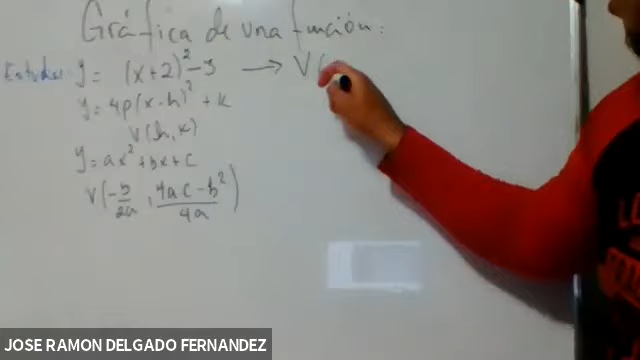 Gráfica de una función:
Estudiar y = (x+2)² - 9 → V(
y = 4p(x-h)² + k
V(h,k)
y = ax² + bx + c
V(-b/2a, 4ac-b²/4a)
JOSE RAMON DELGADO FERNANDEZ